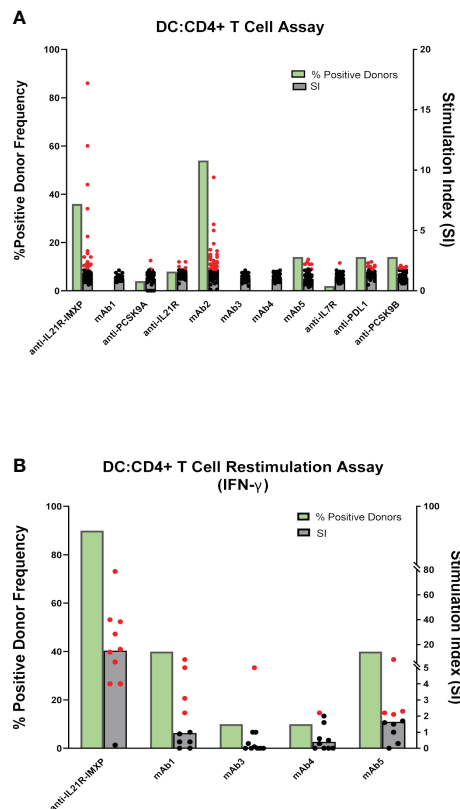 A
DC:CD4+ T Cell Assay
100
80
60
40
20
0
%Positive Donor Frequency
20
15
10
5
0
Stimulation Index (SI)
% Positive Donors
SI
anti-IL21R-IMXP
mAb1
anti-PCSK9A
anti-IL21R
mAb2
mAb3
mAb4
mAb5
anti-IL7R
anti-PDL1
anti-PCSK9B
B
DC:CD4+ T Cell Restimulation Assay
(IFN-γ)
100
80
60
40
20
0
% Positive Donor Frequency
100
80
60
40
20
5
4
3
2
1
0
Stimulation Index (SI)
% Positive Donors
SI
anti-IL21R-IMXP
mAb1
mAb3
mAb4
mAb5